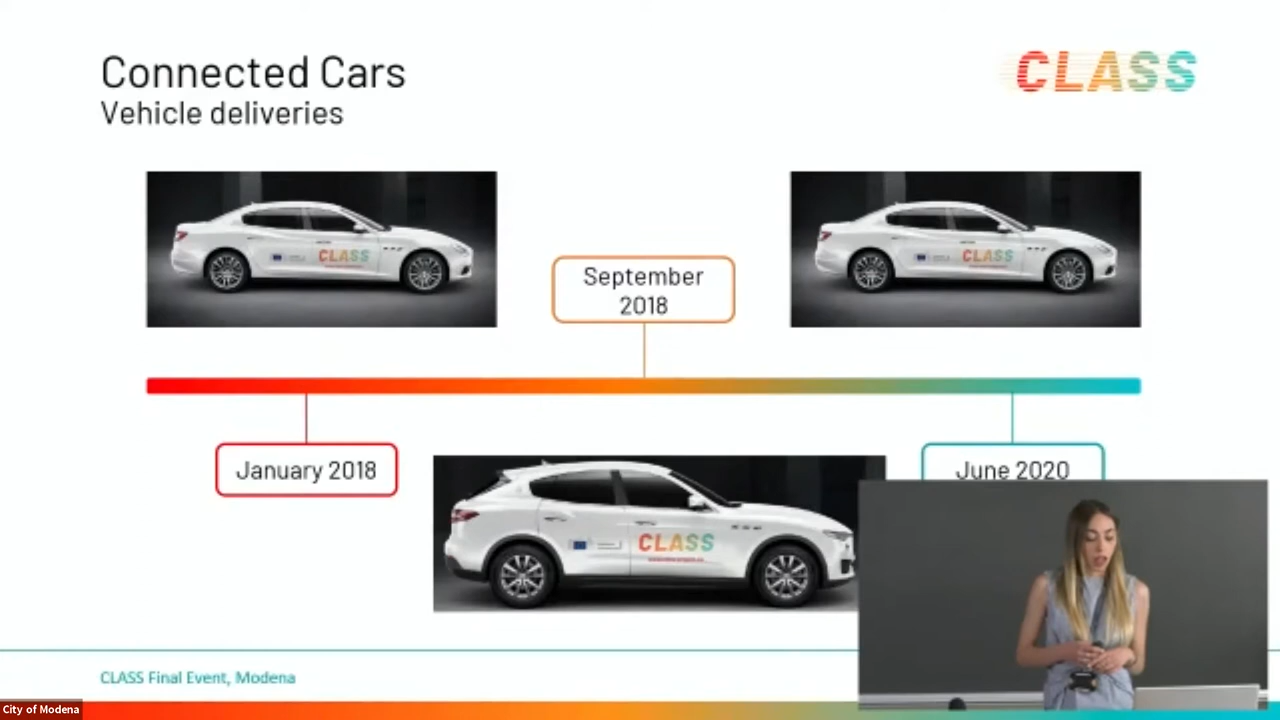 Connected Cars
Vehicle deliveries
CLASS
CLASS
CLASS
September
2018
January 2018
June 2020
CLASS
CLASS Final Event, Modena
City of Modena